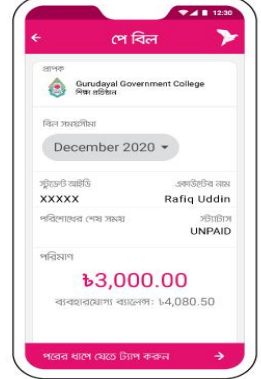 12:30
পে বিল
প্রাপক
Gurudayal Government College
শিক্ষা প্রতিষ্ঠান
বিল সময়সীমা
December 2020
স্টুডেন্ট আইডি
একাউন্টের নাম
XXXXX
Rafiq Uddin
পরিশোধের শেষ সময়
স্ট্যাটাস
UNPAID
পরিমাণ
৳3,000.00
ব্যবহারযোগ্য ব্যালেন্স: ৳4,080.50
পরের ধাপে যেতে ট্যাপ করুন